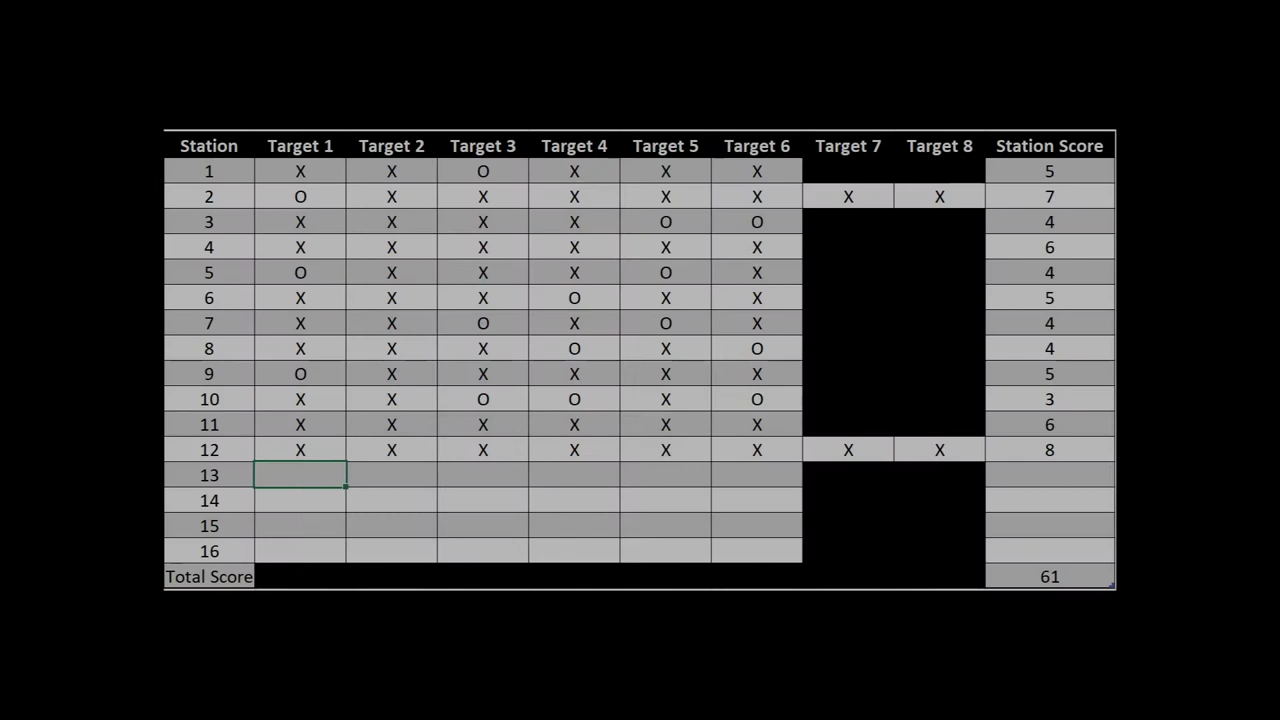 Station Target 1 Target 2 Target 3 Target 4 Target 5 Target 6 Target 7 Target 8 Station Score
1 X X O X X X 5
2 O X X X X X X X 7
3 X X X X O O 4
4 X X X X X X 6
5 O X X X O X 4
6 X X X O X X 5
7 X X O X O X 4
8 X X X O X O 4
9 O X X X X X 5
10 X X O O X O 3
11 X X X X X X 6
12 X X X X X X X X 8
13
14
15
16
Total Score 61